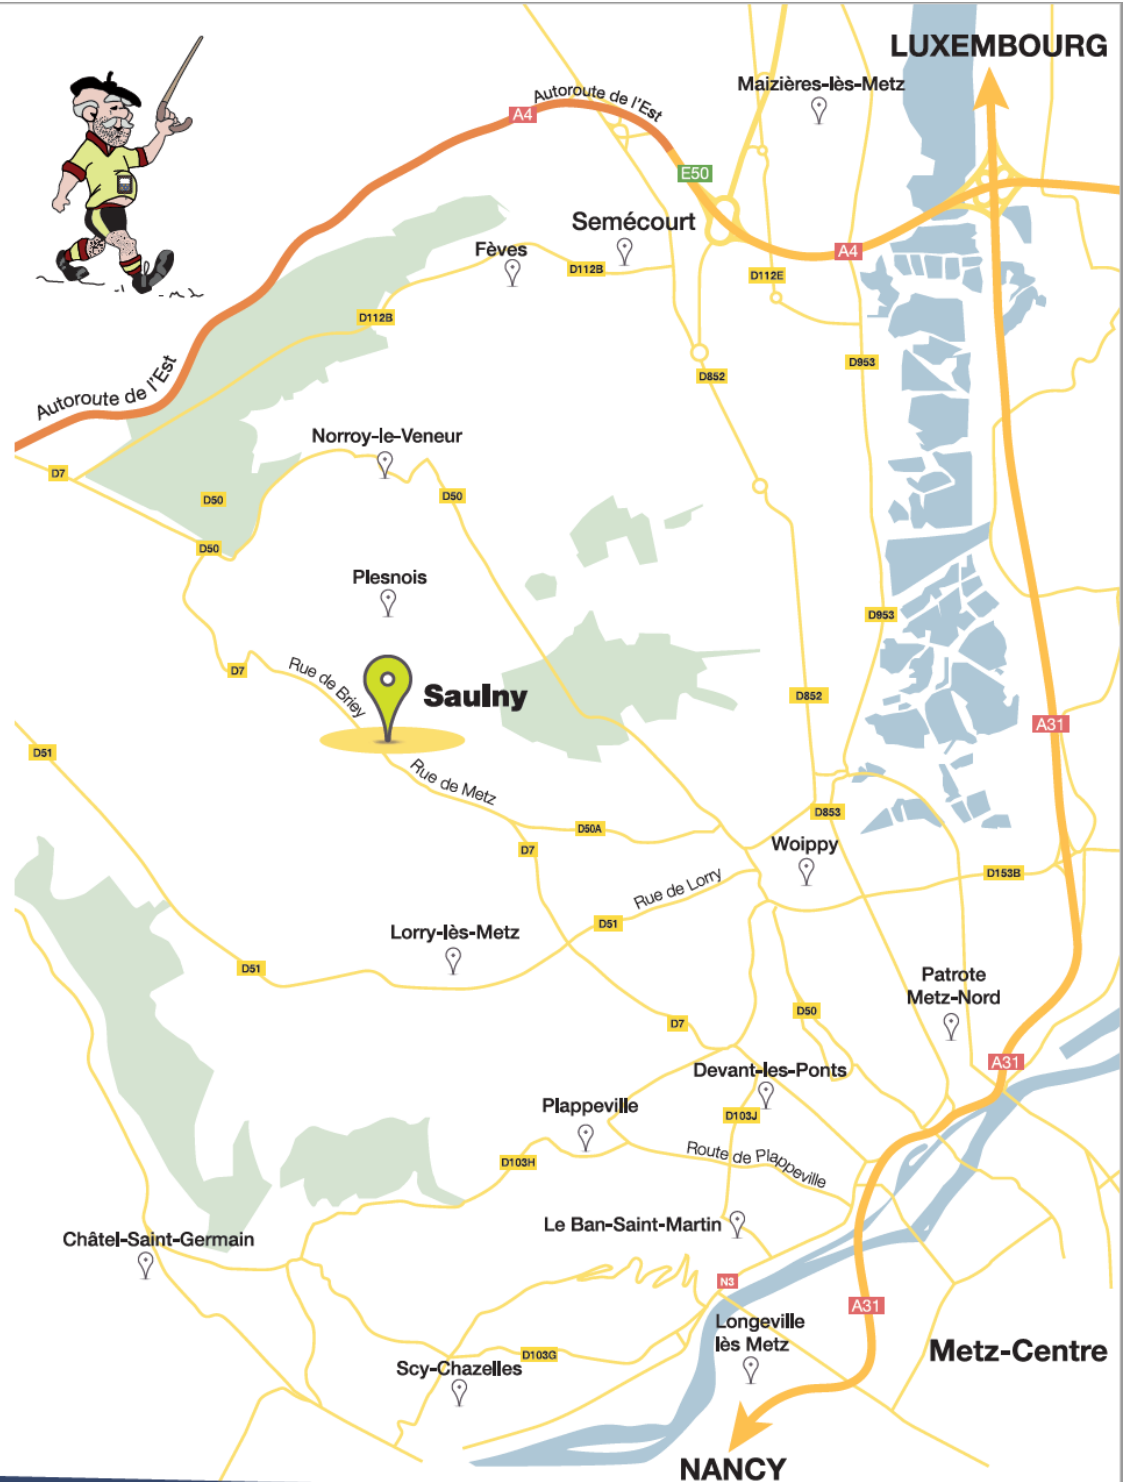 LUXEMBOURG
Maizières-lès-Metz
Autoroute de l'Est
A4
E50
Semécourt
A4
Fèves
D112B
D112E
D112B
D953
Autoroute de l'Est
D852
Norroy-le-Veneur
D7
D50
D50
D50
Plesnois
D953
Rue de Briey
D7
Saulny
D852
A31
D51
Rue de Metz
D50A
D853
D7
Woippy
Rue de Lorry
D153B
D51
Lorry-lès-Metz
D51
Patrote
Metz-Nord
D50
D7
A31
Devant-les-Ponts
Plappeville
D103J
Route de Plappeville
D103H
Le Ban-Saint-Martin
Châtel-Saint-Germain
N3
A31
Longeville
lès Metz
Metz-Centre
D103G
Scy-Chazelles
NANCY